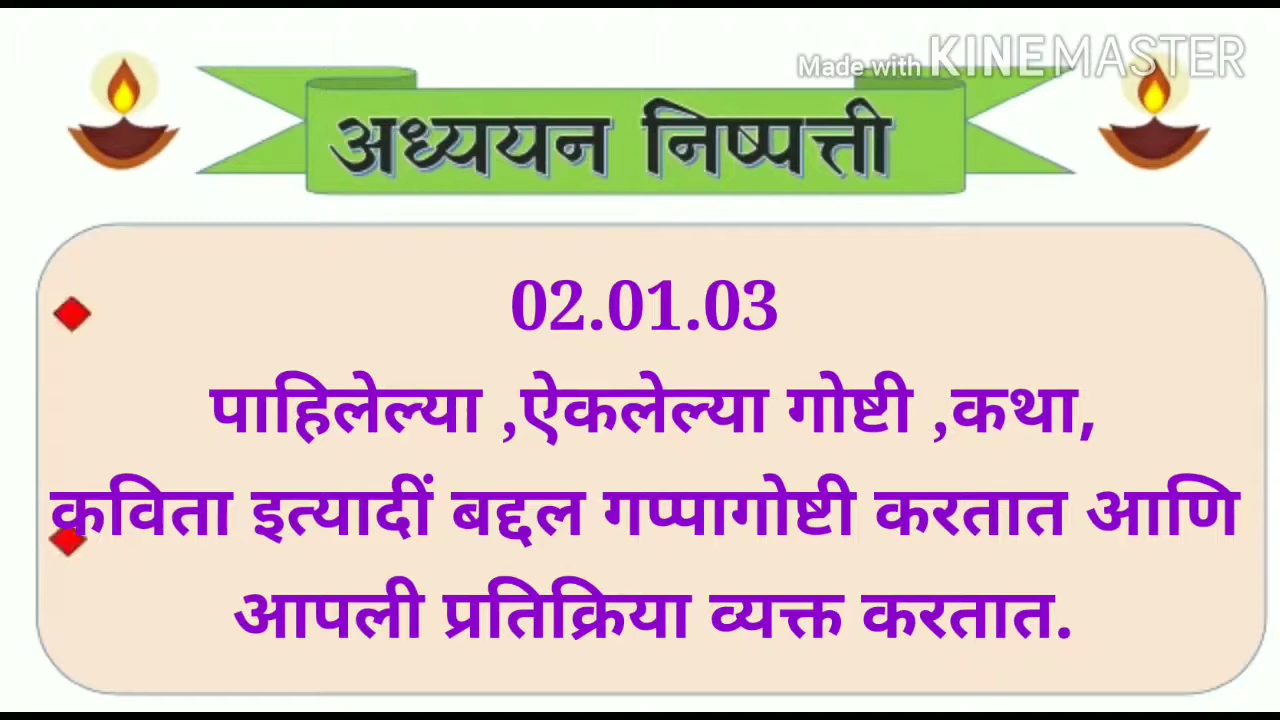 Made with KINEMASTER
अध्ययन निष्पत्ती
02.01.03
पाहिलेल्या ,ऐकलेल्या गोष्टी ,कथा,
कविता इत्यादीं बद्दल गप्पागोष्टी करतात आणि
आपली प्रतिक्रिया व्यक्त करतात.